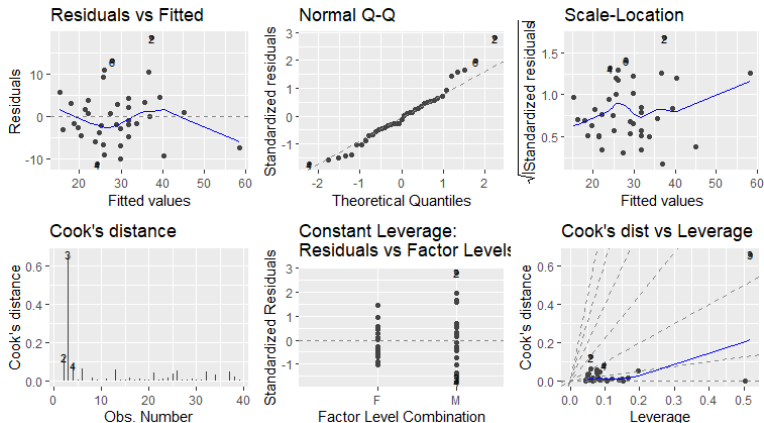 Residuals vs Fitted
Residuals
10
0
-10
20
30
40
50
60
Fitted values
2
Normal Q-Q
Standardized residuals
3
2
1
0
-1
-2
-1
0
1
2
Theoretical Quantiles
2
Scale-Location
√|Standardized residuals|
1.5
1.0
0.5
20
30
40
50
60
Fitted values
2
Cook's distance
Cook's distance
0.6
0.4
0.2
0.0
0
10
20
30
40
Obs. Number
3
2
4
Constant Leverage:
Residuals vs Factor Levels
Standardized Residuals
3
2
1
0
-1
F
M
Factor Level Combination
2
Cook's dist vs Leverage
Cook's distance
0.6
0.4
0.2
0.0
0.0
0.1
0.2
0.3
0.4
0.5
Leverage
2